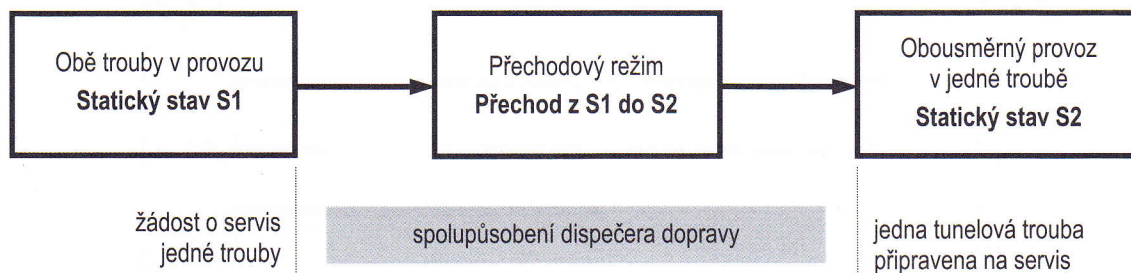 Obě trouby v provozu
Statický stav S1
Přechodový režim
Přechod z S1 do S2
Obousměrný provoz
v jedné troubě
Statický stav S2
žádost o servis
jedné trouby
spolupůsobení dispečera dopravy
jedna tunelová trouba
připravena na servis